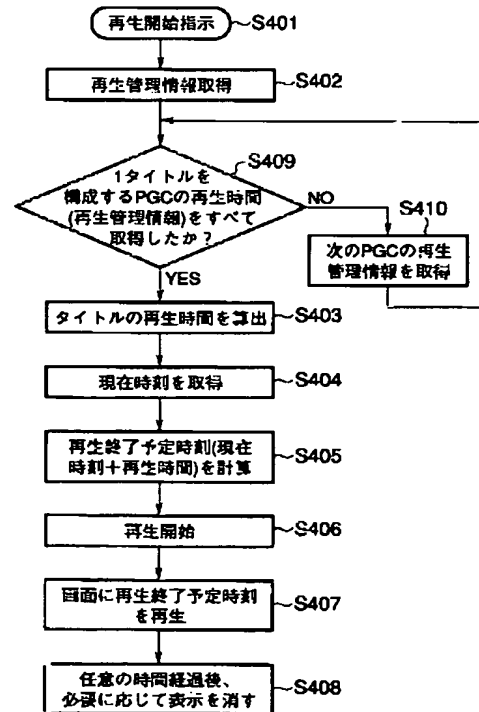 再生開始指示 S401
再生管理情報取得 S402
S409
1タイトルを
構成するPGCの再生時間
(再生管理情報)をすべて
取得したか？
NO
S410
次のPGCの再生
管理情報を取得
YES
タイトルの再生時間を算出 S403
現在時刻を取得 S404
再生終了予定時刻(現在
時刻＋再生時間)を計算 S405
再生開始 S406
画面に再生終了予定時刻
を再生 S407
任意の時間経過後、
必要に応じて表示を消す S408